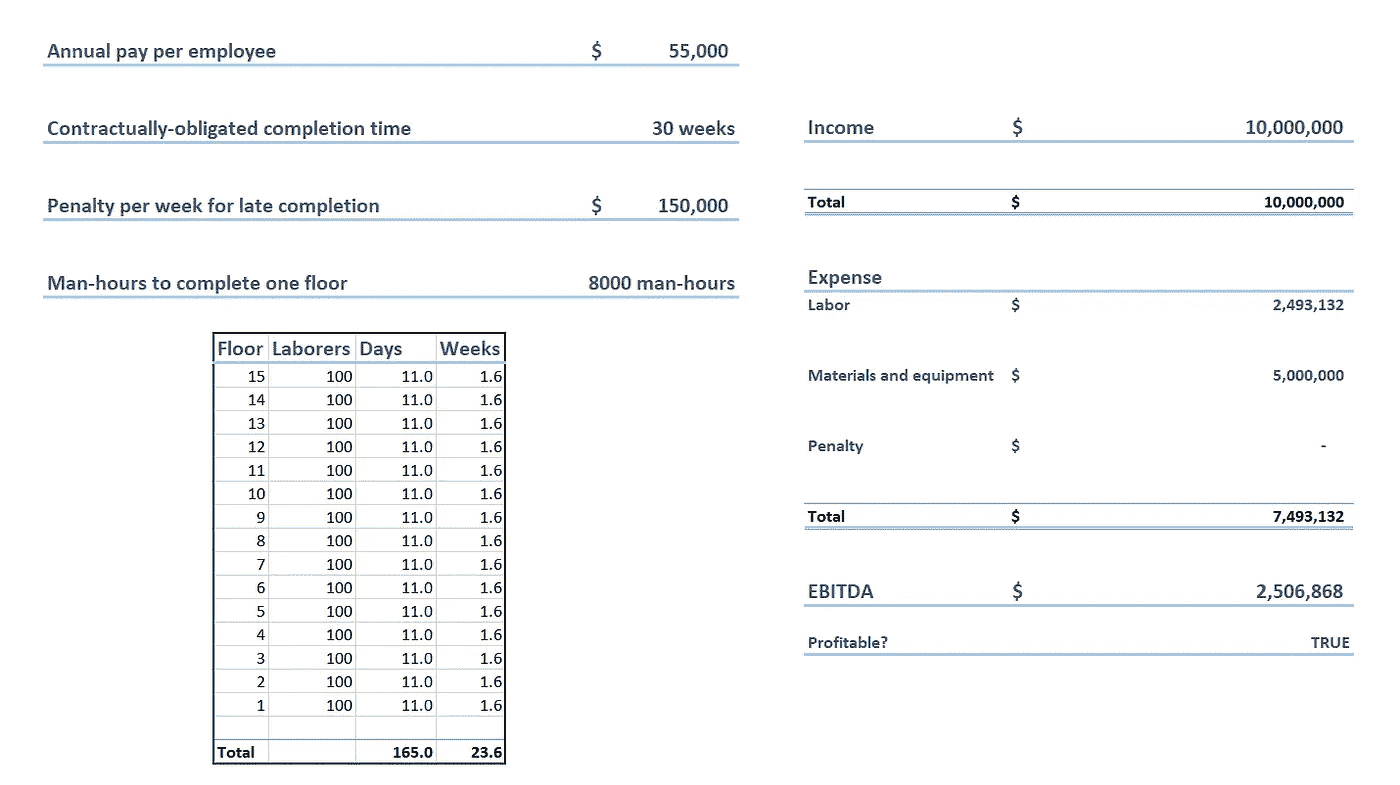 Annual pay per employee $ 55,000
Contractually-obligated completion time 30 weeks
Penalty per week for late completion $ 150,000
Man-hours to complete one floor 8000 man-hours
Floor Laborers Days Weeks
15 100 11.0 1.6
14 100 11.0 1.6
13 100 11.0 1.6
12 100 11.0 1.6
11 100 11.0 1.6
10 100 11.0 1.6
9 100 11.0 1.6
8 100 11.0 1.6
7 100 11.0 1.6
6 100 11.0 1.6
5 100 11.0 1.6
4 100 11.0 1.6
3 100 11.0 1.6
2 100 11.0 1.6
1 100 11.0 1.6
Total 165.0 23.6
Income $ 10,000,000
Total $ 10,000,000
Expense
Labor $ 2,493,132
Materials and equipment $ 5,000,000
Penalty $ -
Total $ 7,493,132
EBITDA $ 2,506,868
Profitable? TRUE